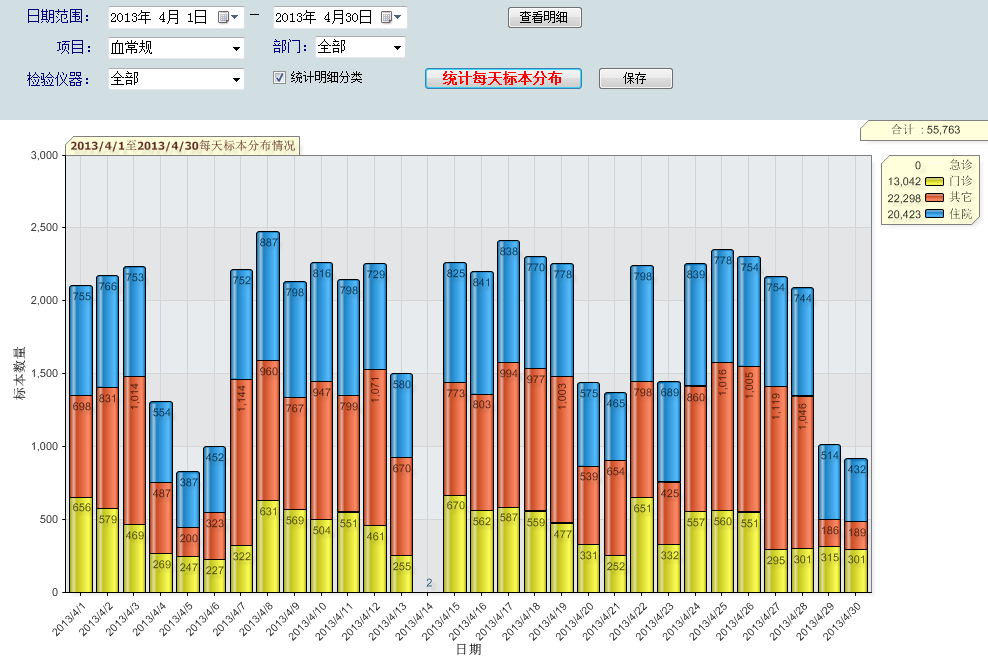 日期范围： 2013年 4月 1日 — 2013年 4月30日 查看明细
项目： 血常规 部门： 全部
检验仪器： 全部 统计明细分类 统计每天标本分布 保存
合计 : 55,763
2013/4/1至2013/4/30每天标本分布情况
0 急诊
13,042 门诊
22,298 其它
20,423 住院
标本数量
3,000
2,500
2,000
1,500
1,000
500
0
755 766 753 554 387 452 752 887 798 816 798 729 580 2 825 841 838 770 778 575 465 798 689 839 778 754 754 744 514 432
698 831 1,014 487 200 323 1,144 960 767 947 799 1,071 670 773 803 994 977 1,003 539 654 798 425 860 1,016 1,005 1,119 1,046 186 189
656 579 469 269 247 227 322 631 569 504 551 461 255 670 562 587 559 477 331 252 651 332 557 560 551 295 301 315 301
2013/4/1 2013/4/2 2013/4/3 2013/4/4 2013/4/5 2013/4/6 2013/4/7 2013/4/8 2013/4/9 2013/4/10 2013/4/11 2013/4/12 2013/4/13 2013/4/14 2013/4/15 2013/4/16 2013/4/17 2013/4/18 2013/4/19 2013/4/20 2013/4/21 2013/4/22 2013/4/23 2013/4/24 2013/4/25 2013/4/26 2013/4/27 2013/4/28 2013/4/29 2013/4/30
日期